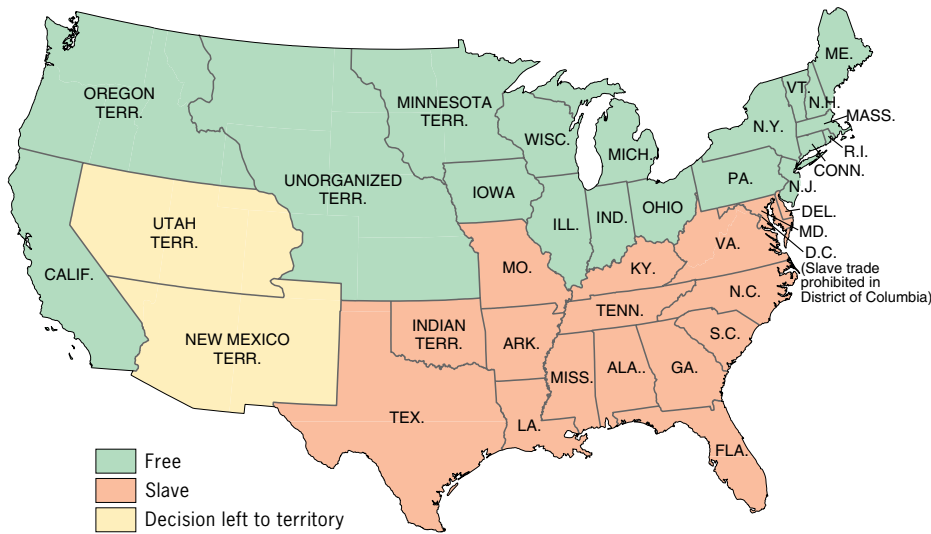 ME.
VT.
N.H.
OREGON
TERR.
MINNESOTA
TERR.
N.Y.
MASS.
WISC.
R.I.
MICH.
CONN.
UNORGANIZED
TERR.
IOWA
PA.
N.J.
UTAH
TERR.
ILL.
IND.
OHIO
DEL.
MD.
D.C.
(Slave trade
prohibited in
District of Columbia)
CALIF.
MO.
KY.
VA.
N.C.
TENN.
NEW MEXICO
TERR.
INDIAN
TERR.
ARK.
S.C.
MISS.
ALA..
GA.
TEX.
LA.
FLA.
Free
Slave
Decision left to territory